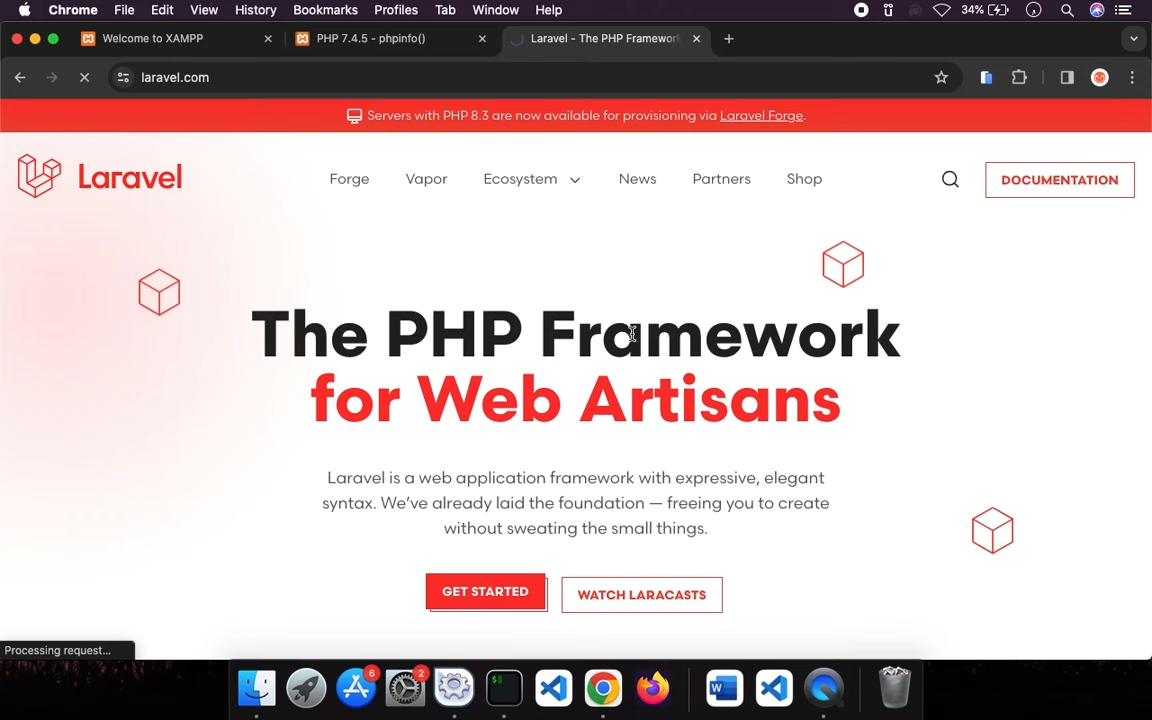 Chrome File Edit View History Bookmarks Profiles Tab Window Help 34%
Welcome to XAMPP PHP 7.4.5 - phpinfo() Laravel - The PHP Framework
laravel.com
Servers with PHP 8.3 are now available for provisioning via Laravel Forge.
Laravel Forge Vapor Ecosystem News Partners Shop DOCUMENTATION
The PHP Framework
for Web Artisans
Laravel is a web application framework with expressive, elegant
syntax. We’ve already laid the foundation — freeing you to create
without sweating the small things.
GET STARTED WATCH LARACASTS
Processing request...
6 2